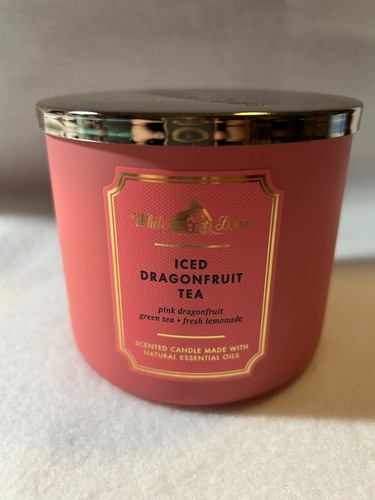 White Barn
ICED
DRAGONFRUIT
TEA
pink dragonfruit
green tea • fresh lemonade
SCENTED CANDLE MADE WITH
NATURAL ESSENTIAL OILS